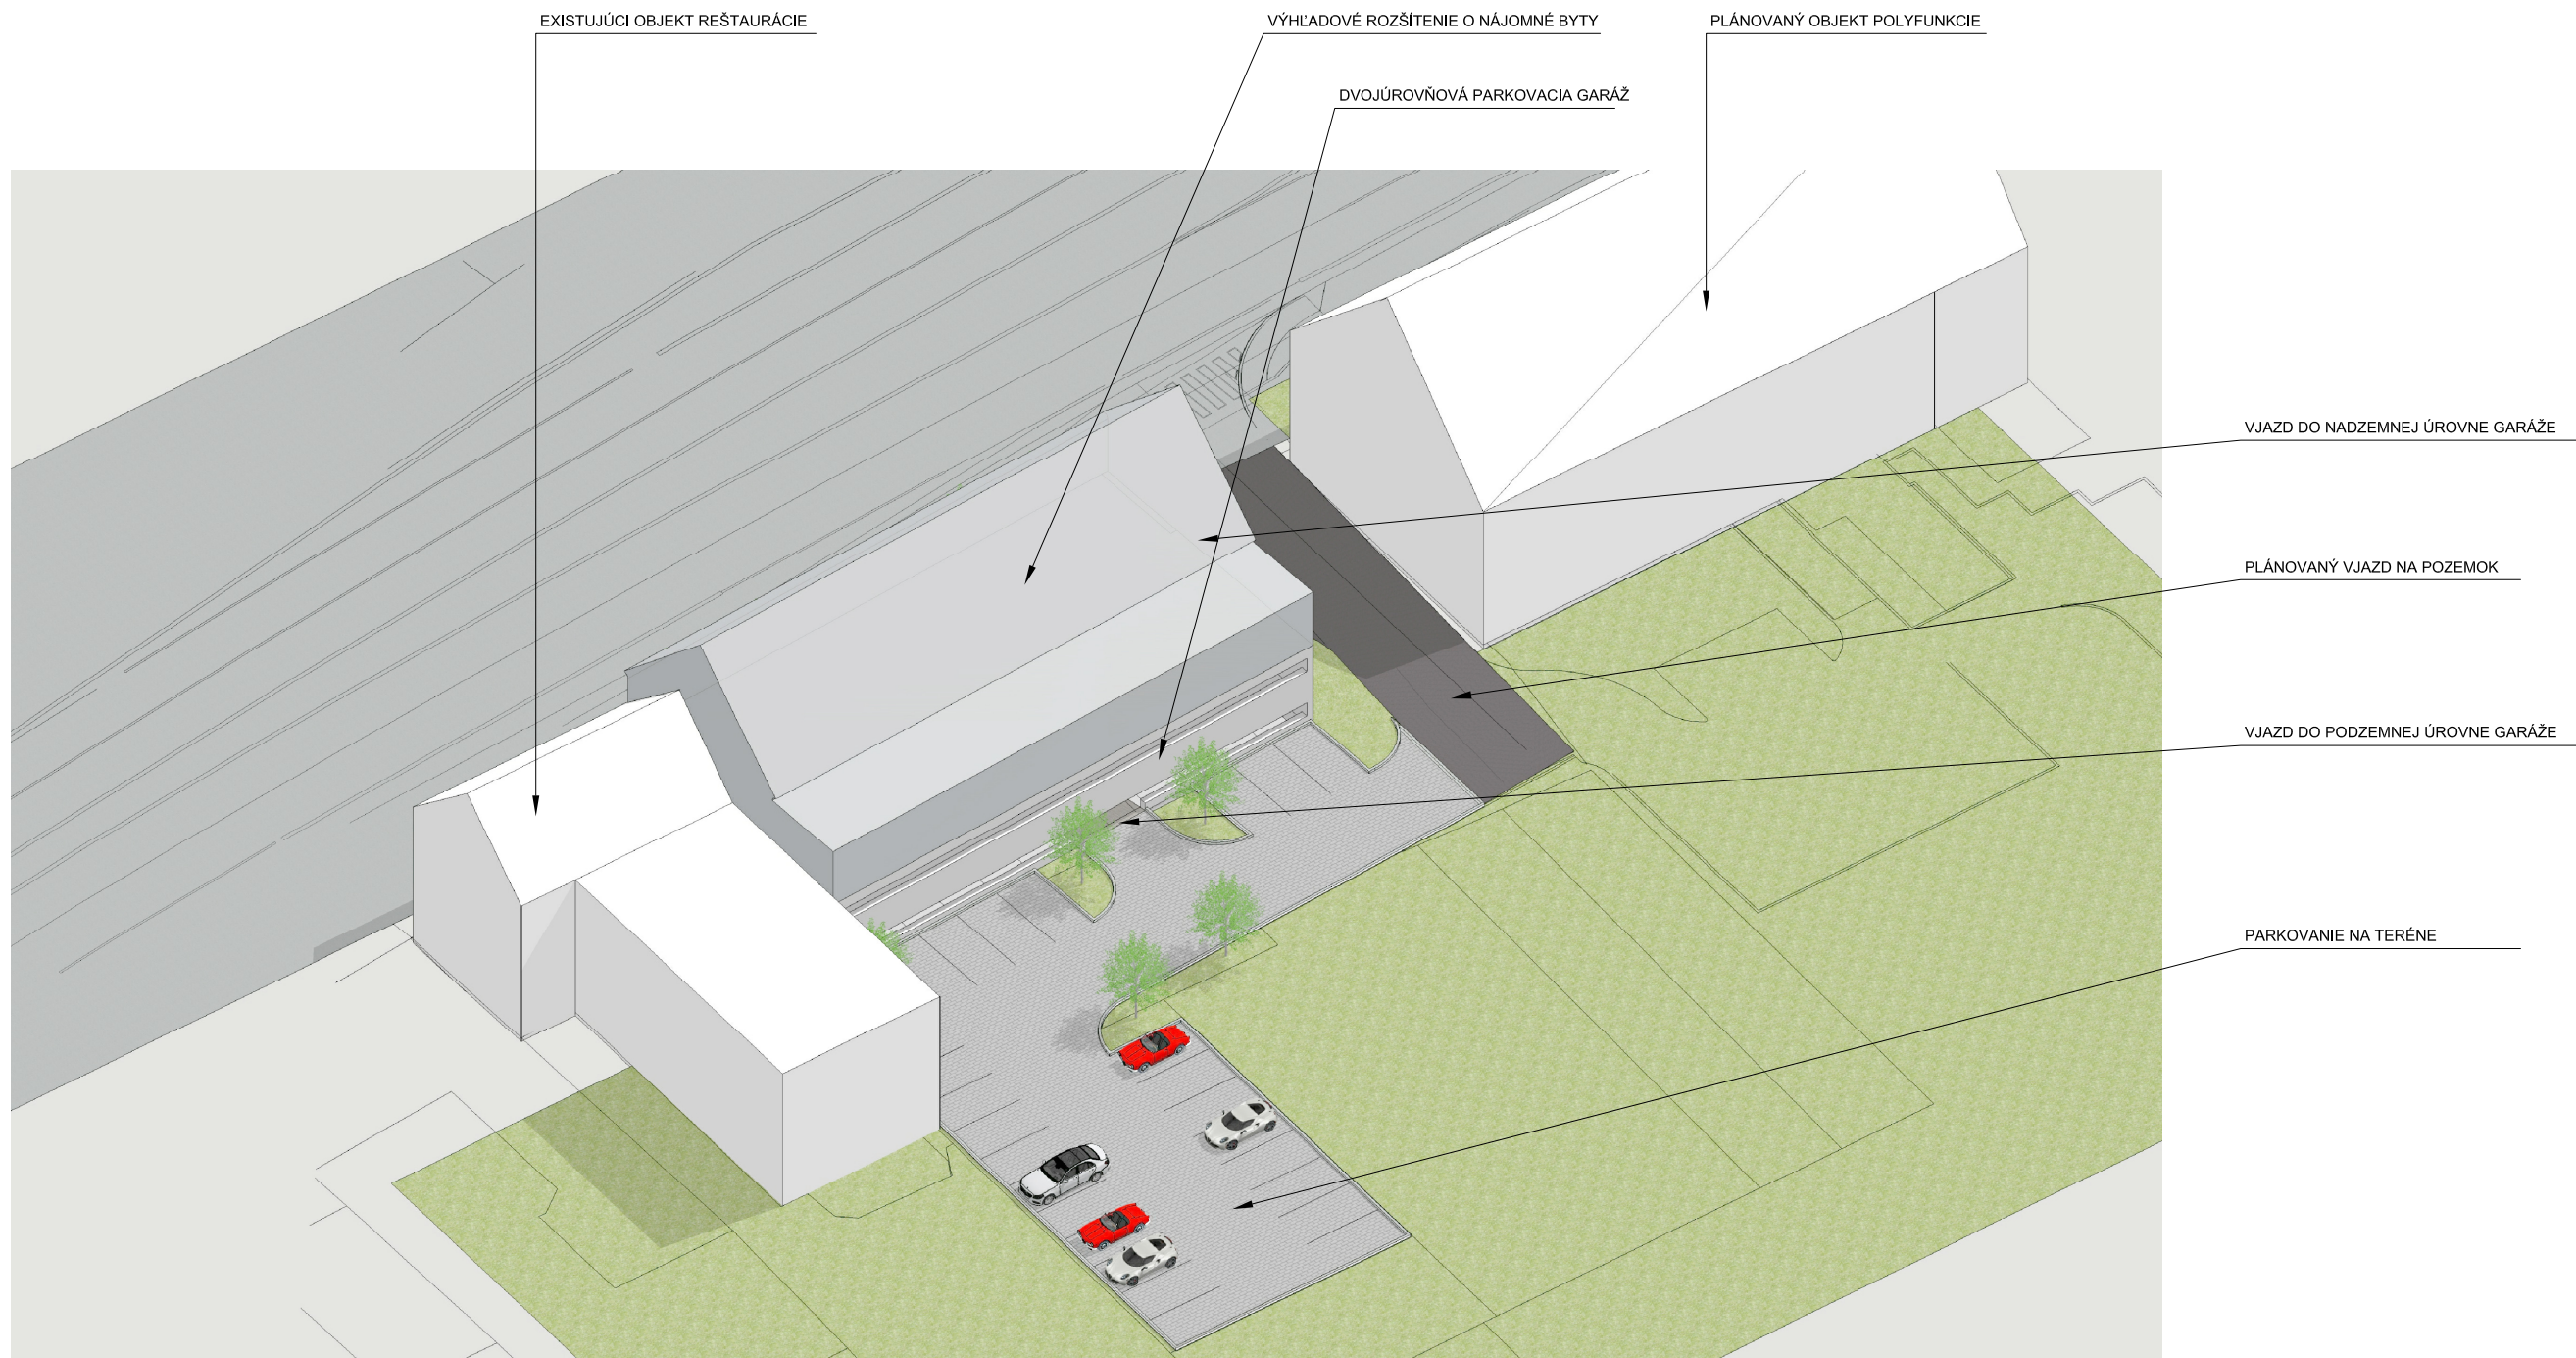 EXISTUJÚCI OBJEKT REŠTAURÁCIE
VÝHĽADOVÉ ROZŠÍTENIE O NÁJOMNÉ BYTY
PLÁNOVANÝ OBJEKT POLYFUNKCIE
DVOJÚROVŇOVÁ PARKOVACIA GARÁŽ
VJAZD DO NADZEMNEJ ÚROVNE GARÁŽE
PLÁNOVANÝ VJAZD NA POZEMOK
VJAZD DO PODZEMNEJ ÚROVNE GARÁŽE
PARKOVANIE NA TERÉNE